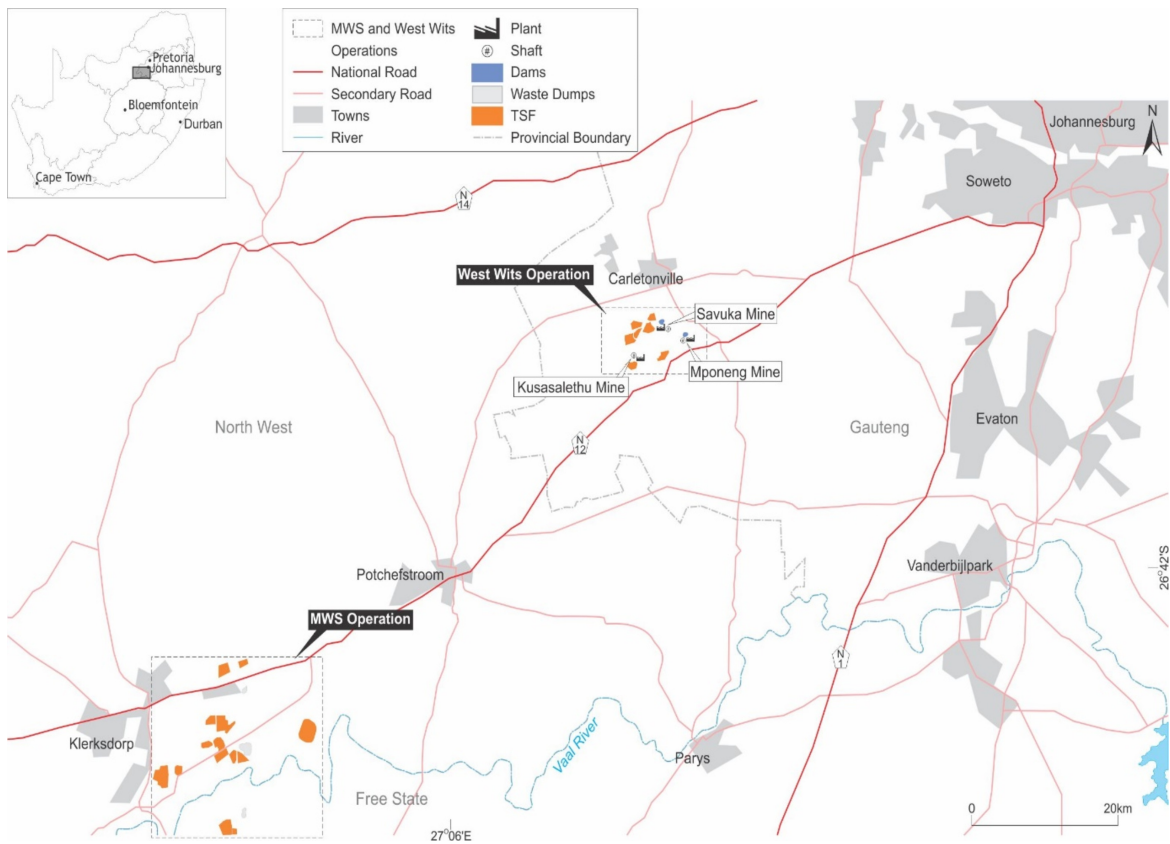 Pretoria
Johannesburg
Bloemfontein
Durban
Cape Town
MWS and West Wits
Operations
National Road
Secondary Road
Towns
River
Plant
#
Shaft
Dams
Waste Dumps
TSF
Provincial Boundary
Johannesburg
N
Soweto
N
14
West Wits Operation
Carletonville
Savuka Mine
Mponeng Mine
Kusasalethu Mine
North West
Gauteng
Evaton
N
12
Potchefstroom
Vanderbijlpark
26°42'S
MWS Operation
N
1
Klerksdorp
Vaal River
Parys
Free State
0
20km
27°06'E